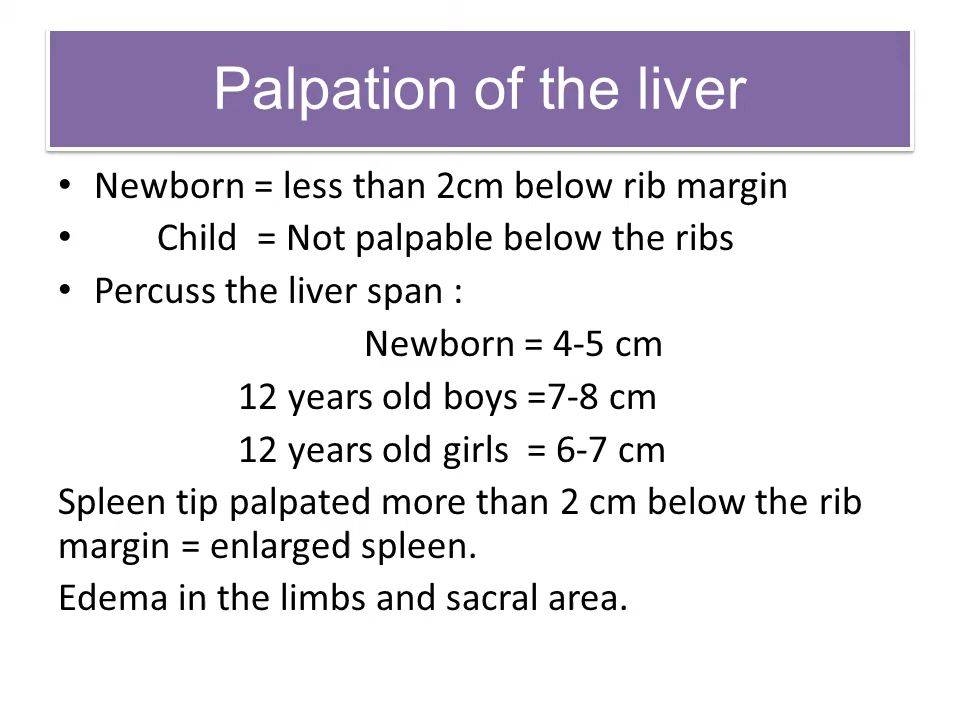 Palpation of the liver
• Newborn = less than 2cm below rib margin
• Child = Not palpable below the ribs
• Percuss the liver span :
Newborn = 4-5 cm
12 years old boys =7-8 cm
12 years old girls = 6-7 cm
Spleen tip palpated more than 2 cm below the rib
margin = enlarged spleen.
Edema in the limbs and sacral area.